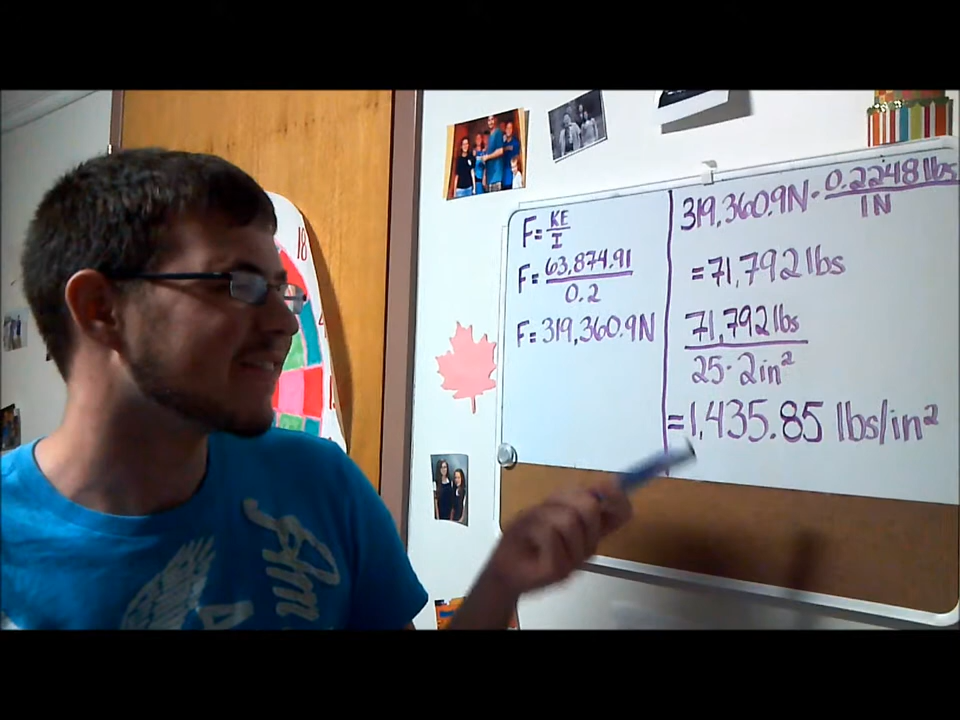 F = KE/I
F = 63,874.91/0.2
F = 319,360.9N
319,360.9N · 0.2248 lbs/1N
= 71,792 lbs
71,792 lbs/25 · 2in²
= 1,435.85 lbs/in²
18